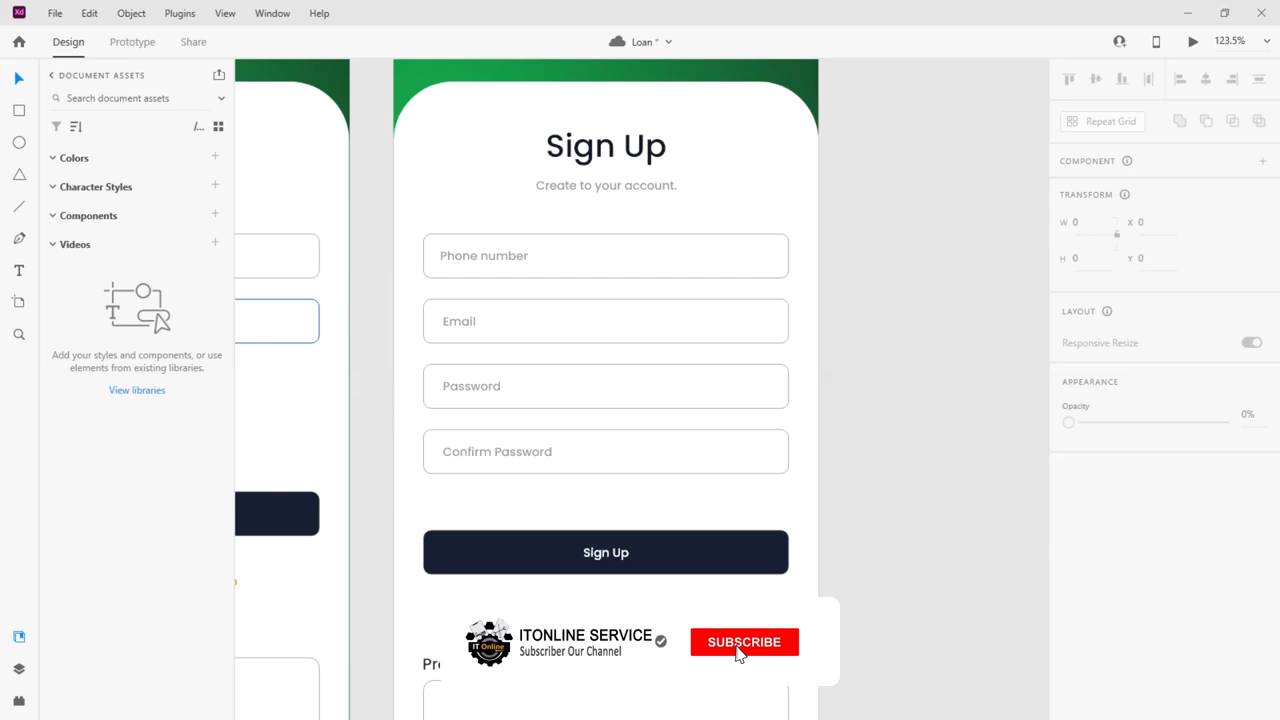 Xd File Edit Object Plugins View Window Help
Design Prototype Share Loan * 123.5%
DOCUMENT ASSETS
Search document assets
Colors
Character Styles
Components
Videos
Add your styles and components, or use
elements from existing libraries.
View libraries
Sign Up
Create to your account.
Phone number
Email
Password
Confirm Password
Sign Up
IT Online
ITONLINE SERVICE
Subscriber Our Channel
SUBSCRIBE
Repeat Grid
COMPONENT
TRANSFORM
W 0 X 0
H 0 Y 0
LAYOUT
Responsive Resize
APPEARANCE
Opacity
0%